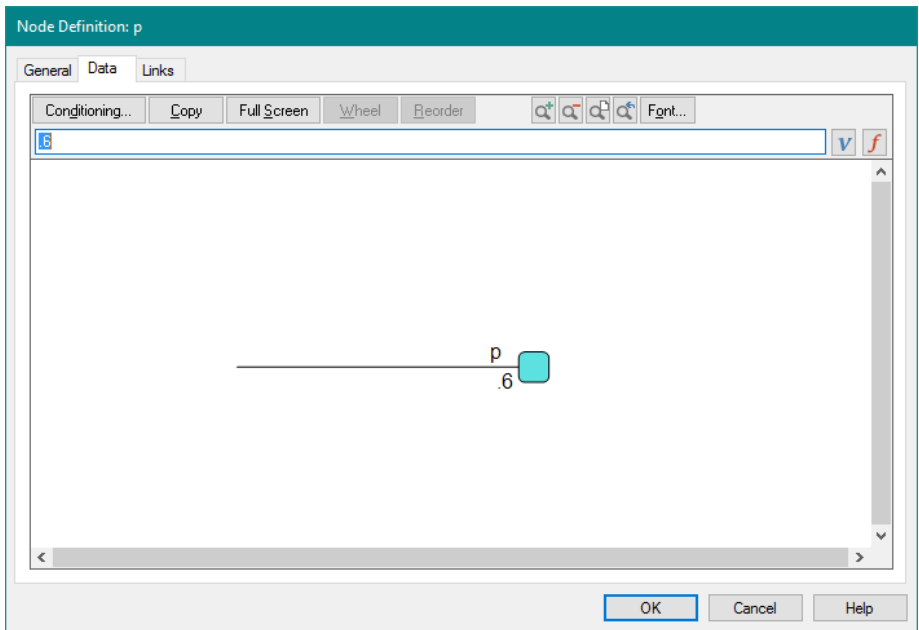 Node Definition: p
General Data Links
Conditioning... Copy Full Screen Wheel Reorder Font...
.6 V f
p
.6
OK Cancel Help